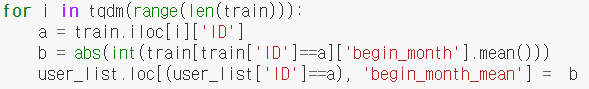 for i in tqdm(range(len(train))):
    a = train.iloc[i]['ID']
    b = abs(int(train[train['ID']==a]['begin_month'].mean()))
    user_list.loc[(user_list['ID']==a), 'begin_month_mean'] =  b